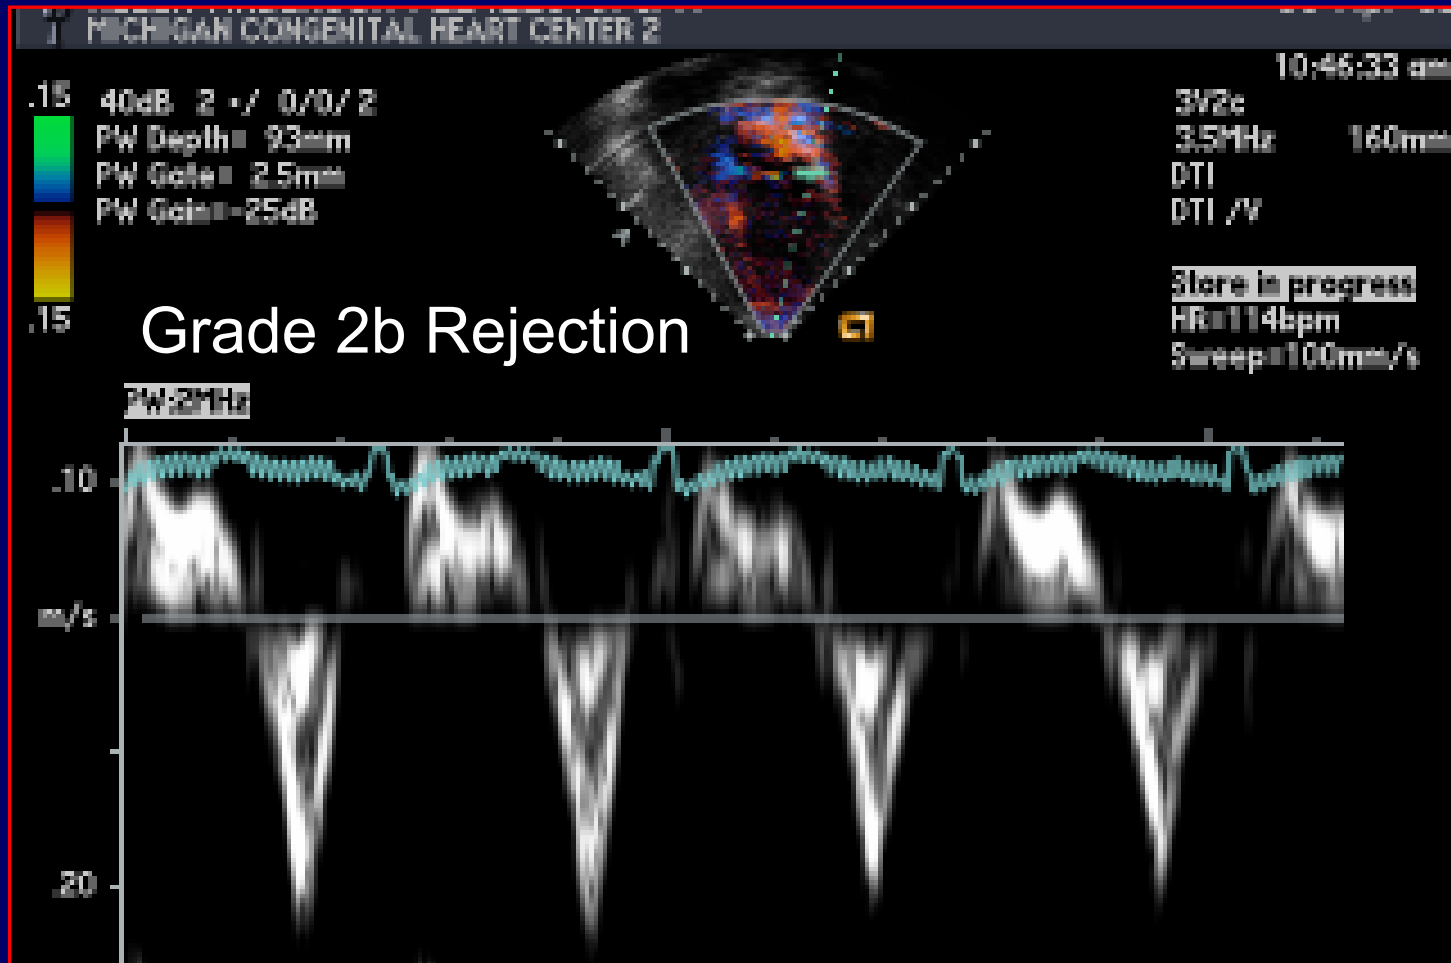 MICHIGAN CONGENITAL HEART CENTER 2
10:46:33 am
.15
40dB 2 •/ 0/0/2
PW Depth= 93mm
PW Gate= 2.5mm
PW Gain=-25dB
.15
3V2c
3.5MHz 160mm
DTI
DTI /V
Store in progress
HR=114bpm
Sweep=100mm/s
Grade 2b Rejection
PW:2MHz
.10
m/s
.20